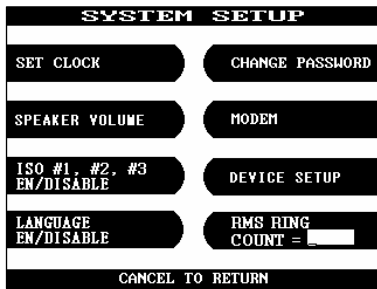 SYSTEM SETUP
SET CLOCK
CHANGE PASSWORD
SPEAKER VOLUME
MODEM
ISO #1, #2, #3
EN/DISABLE
DEVICE SETUP
LANGUAGE
EN/DISABLE
RMS RING
COUNT = _
CANCEL TO RETURN